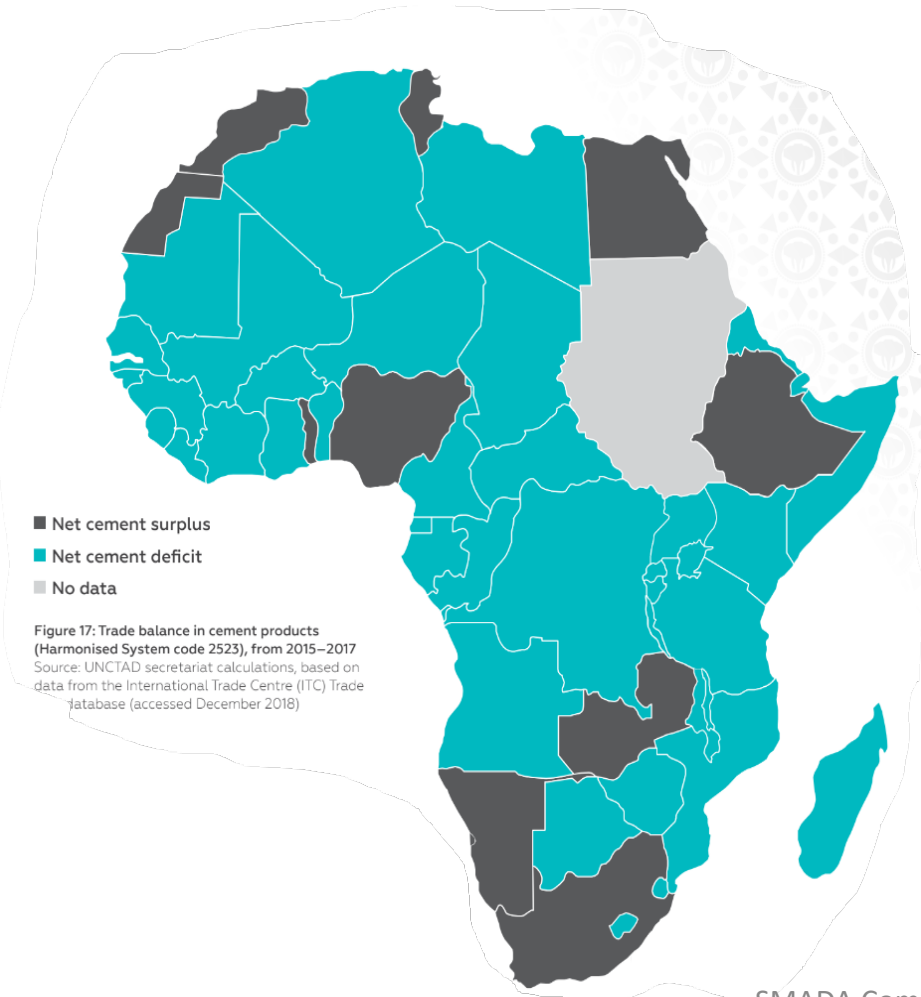 Net cement surplus
Net cement deficit
No data
Figure 17: Trade balance in cement products
(Harmonised System code 2523), from 2015–2017
Source: UNCTAD secretariat calculations, based on
data from the International Trade Centre (ITC) Trade
database (accessed December 2018)